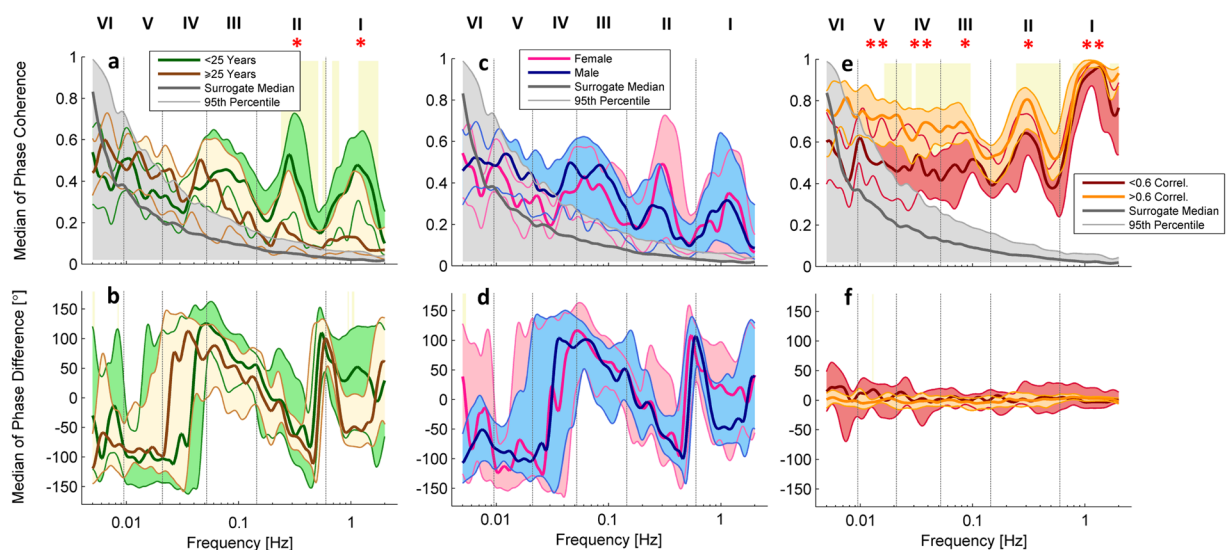 VI V IV III II I
* *
a
<25 Years
≥25 Years
Surrogate Median
95th Percentile
Median of Phase Coherence
1
0.8
0.6
0.4
0.2
0
VI V IV III II I
c
Female
Male
Surrogate Median
95th Percentile
1
0.8
0.6
0.4
0.2
0
VI V IV III II I
** ** * * **
e
1
0.8
0.6
0.4
0.2
0
<0.6 Correl.
>0.6 Correl.
Surrogate Median
95th Percentile
b
Median of Phase Difference [°]
150
100
50
0
-50
-100
-150
0.01 0.1 1
Frequency [Hz]
d
150
100
50
0
-50
-100
-150
0.01 0.1 1
Frequency [Hz]
f
150
100
50
0
-50
-100
-150
0.01 0.1 1
Frequency [Hz]